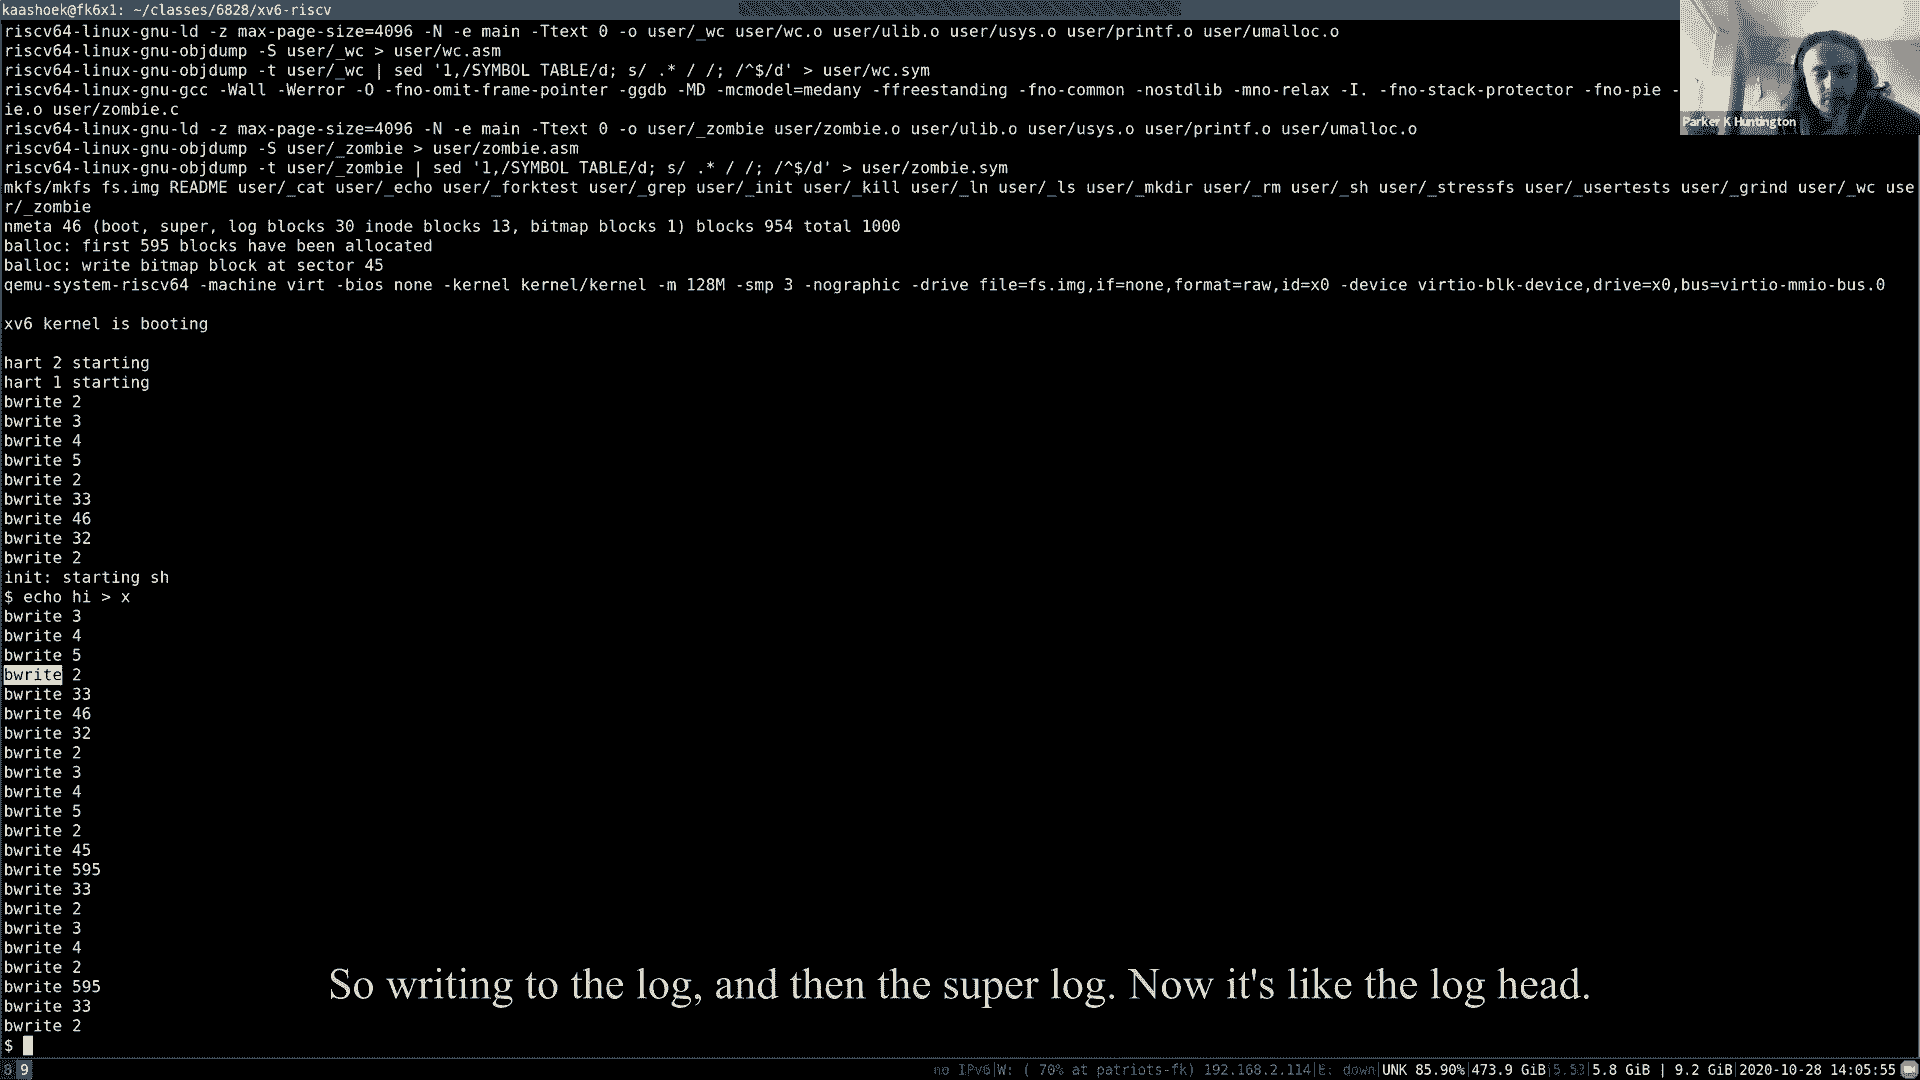 kaashoek@fk6x1: ~/classes/6828/xv6-riscv
riscv64-linux-gnu-ld -z max-page-size=4096 -N -e main -Ttext 0 -o user/_wc user/wc.o user/ulib.o user/usys.o user/printf.o user/umalloc.o
riscv64-linux-gnu-objdump -S user/_wc > user/wc.asm
riscv64-linux-gnu-objdump -t user/_wc | sed '1,/SYMBOL TABLE/d; s/ .* / /; /^$/d' > user/wc.sym
riscv64-linux-gnu-gcc -Wall -Werror -O -fno-omit-frame-pointer -ggdb -MD -mcmodel=medany -ffreestanding -fno-common -nostdlib -mno-relax -I. -fno-stack-protector -fno-pie -
ie.o user/zombie.c
Parker K Huntington
riscv64-linux-gnu-ld -z max-page-size=4096 -N -e main -Ttext 0 -o user/_zombie user/zombie.o user/ulib.o user/usys.o user/printf.o user/umalloc.o
riscv64-linux-gnu-objdump -S user/_zombie > user/zombie.asm
riscv64-linux-gnu-objdump -t user/_zombie | sed '1,/SYMBOL TABLE/d; s/ .* / /; /^$/d' > user/zombie.sym
mkfs/mkfs fs.img README user/_cat user/_echo user/_forktest user/_grep user/_init user/_kill user/_ln user/_ls user/_mkdir user/_rm user/_sh user/_stressfs user/_usertests user/_grind user/_wc use
r/_zombie
nmeta 46 (boot, super, log blocks 30 inode blocks 13, bitmap blocks 1) blocks 954 total 1000
balloc: first 595 blocks have been allocated
balloc: write bitmap block at sector 45
qemu-system-riscv64 -machine virt -bios none -kernel kernel/kernel -m 128M -smp 3 -nographic -drive file=fs.img,if=none,format=raw,id=x0 -device virtio-blk-device,drive=x0,bus=virtio-mmio-bus.0
xv6 kernel is booting
hart 2 starting
hart 1 starting
bwrite 2
bwrite 3
bwrite 4
bwrite 5
bwrite 2
bwrite 33
bwrite 46
bwrite 32
bwrite 2
init: starting sh
$ echo hi > x
bwrite 3
bwrite 4
bwrite 5
bwrite 2
bwrite 33
bwrite 46
bwrite 32
bwrite 2
bwrite 3
bwrite 4
bwrite 5
bwrite 2
bwrite 45
bwrite 595
bwrite 33
bwrite 2
bwrite 3
bwrite 4
bwrite 2
bwrite 595
bwrite 33
bwrite 2
$
So writing to the log, and then the super log. Now it's like the log head.
8 9
no IPv6|W: ( 70% at patriots-fk) 192.168.2.114|E: down|UNK 85.90%|473.9 GiB|5.53|5.8 GiB | 9.2 GiB|2020-10-28 14:05:55